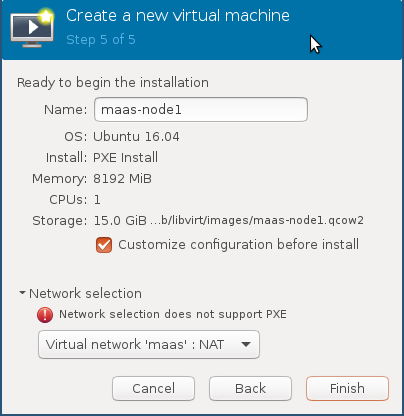 Create a new virtual machine
Step 5 of 5
Ready to begin the installation
Name: maas-node1
OS: Ubuntu 16.04
Install: PXE Install
Memory: 8192 MiB
CPUs: 1
Storage: 15.0 GiB ...b/libvirt/images/maas-node1.qcow2
Customize configuration before install
Network selection
Network selection does not support PXE
Virtual network 'maas' : NAT
Cancel Back Finish